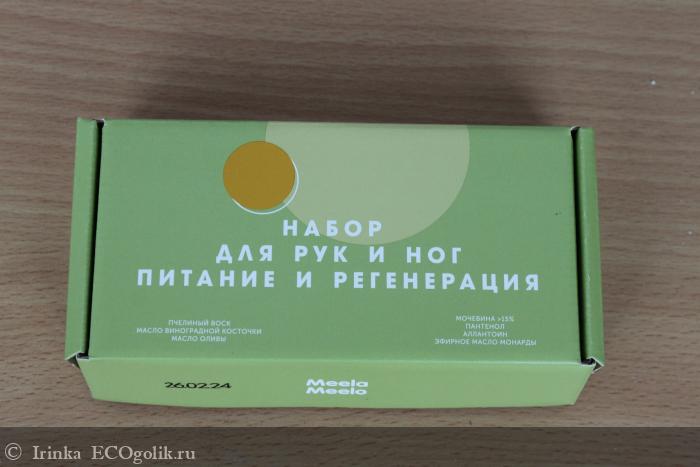 НАБОР
ДЛЯ РУК И НОГ
ПИТАНИЕ И РЕГЕНЕРАЦИЯ
ПЧЕЛИНЫЙ ВОСК
МАСЛО ВИНОГРАДНОЙ КОСТОЧКИ
МАСЛО ОЛИВЫ
МОЧЕВИНА >15%
ПАНТЕНОЛ
АЛЛАНТОИН
ЭФИРНОЕ МАСЛО МОНАРДЫ
26.02.24
Meela
Meelo
© Irinka ECOgolik.ru